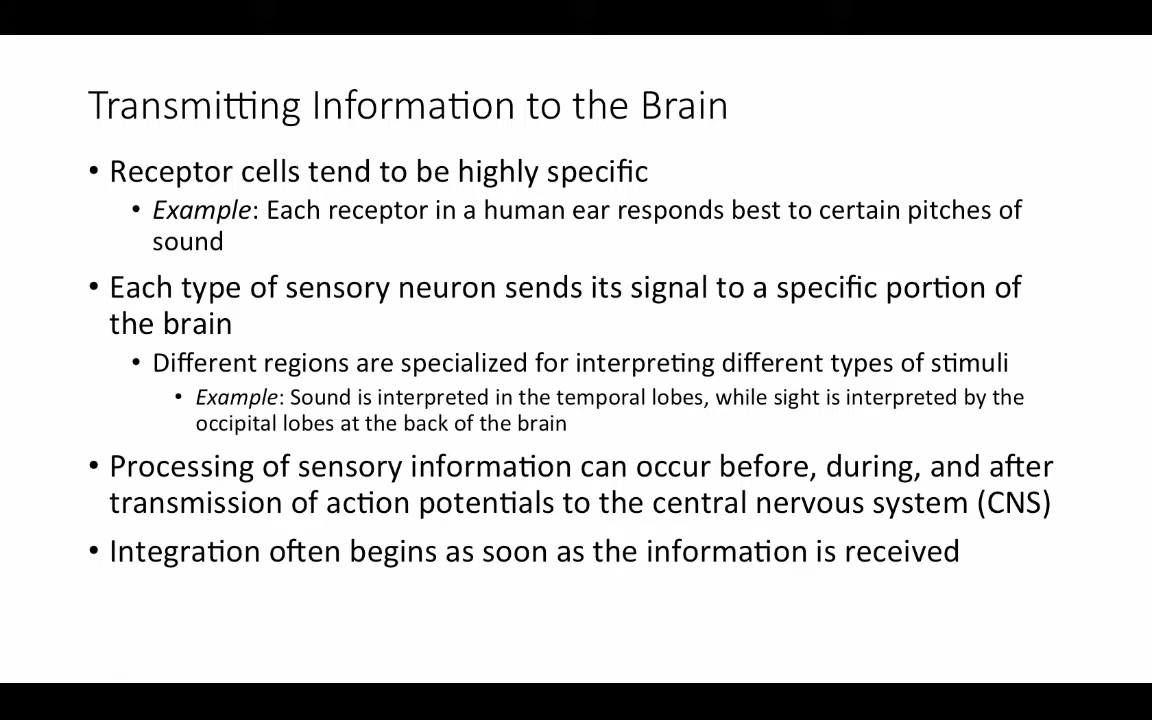 Transmitting Information to the Brain
• Receptor cells tend to be highly specific
• Example: Each receptor in a human ear responds best to certain pitches of
sound
• Each type of sensory neuron sends its signal to a specific portion of
the brain
• Different regions are specialized for interpreting different types of stimuli
• Example: Sound is interpreted in the temporal lobes, while sight is interpreted by the
occipital lobes at the back of the brain
• Processing of sensory information can occur before, during, and after
transmission of action potentials to the central nervous system (CNS)
• Integration often begins as soon as the information is received